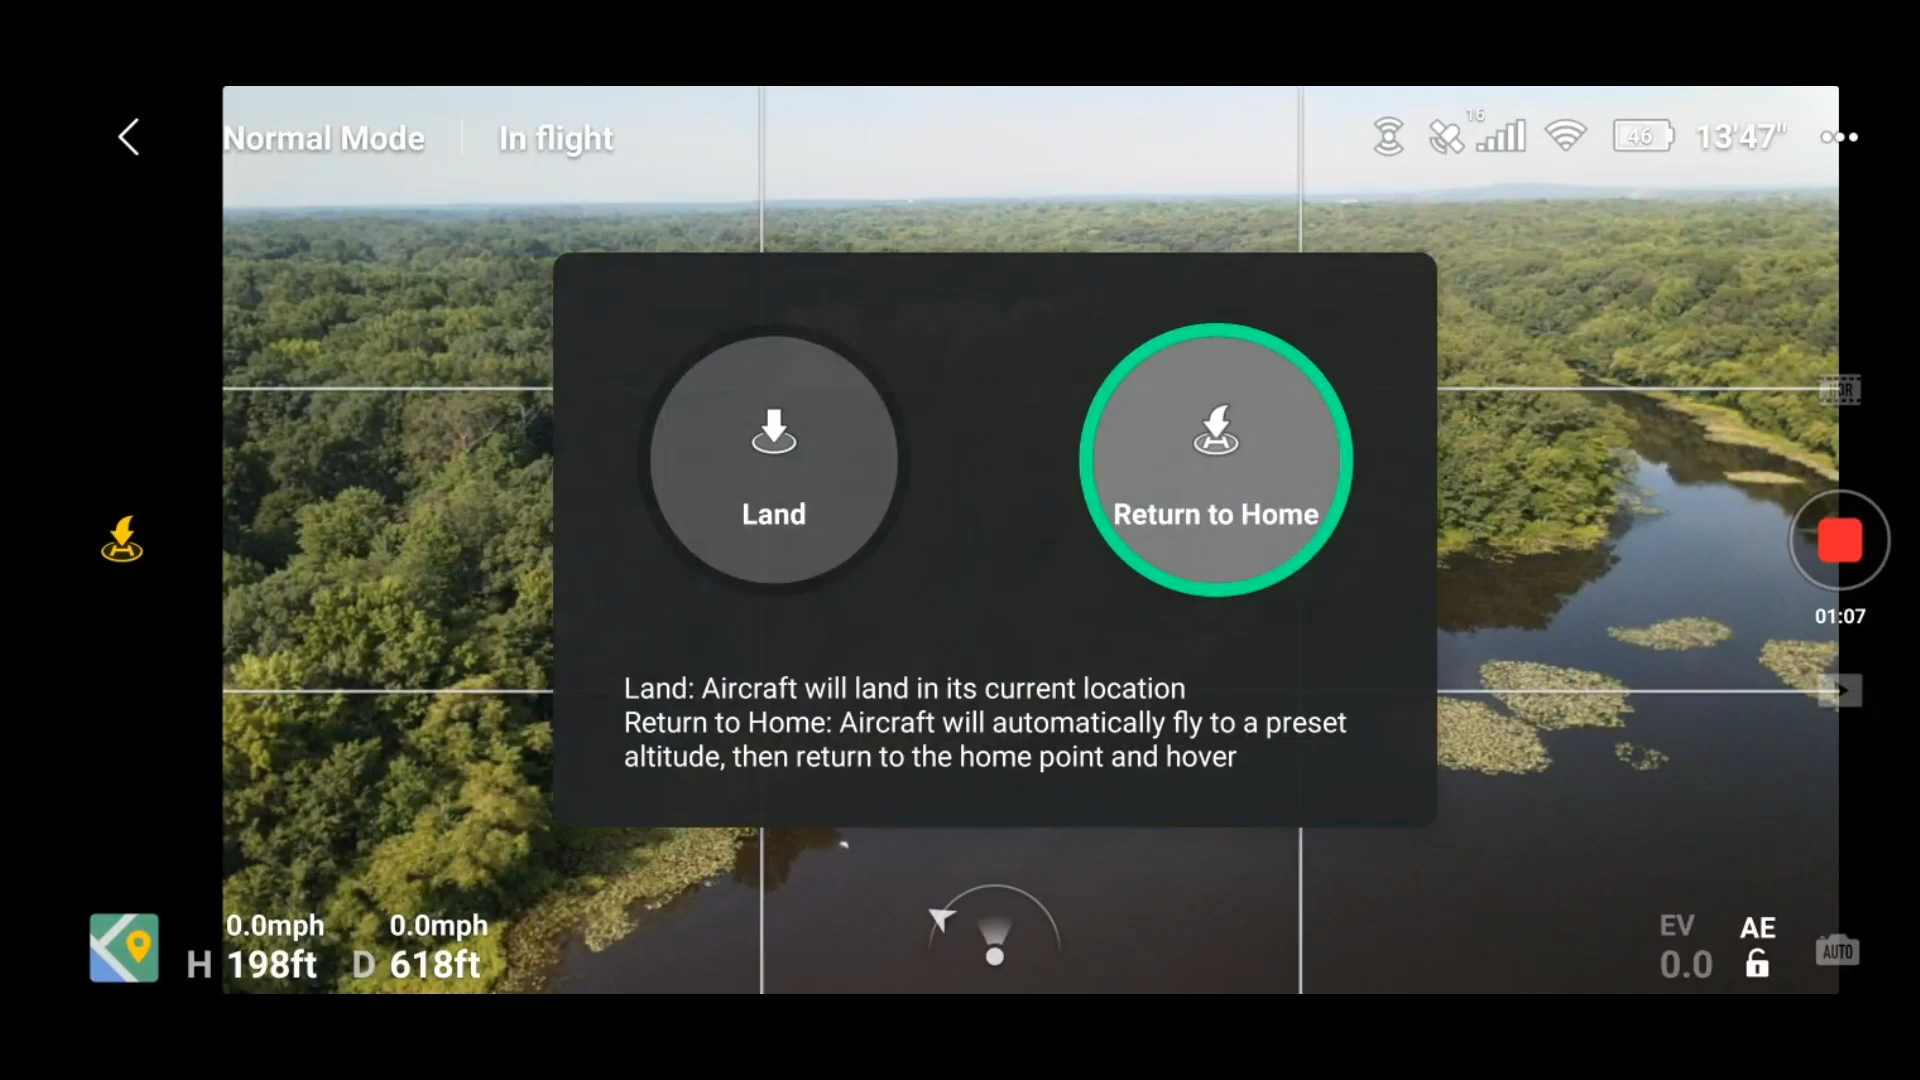 Normal Mode
In flight
16
46
13'47"
HDR
Land
Return to Home
01:07
Land: Aircraft will land in its current location
Return to Home: Aircraft will automatically fly to a preset
altitude, then return to the home point and hover
0.0mph 0.0mph
H 198ft D 618ft
EV AE
0.0
AUTO